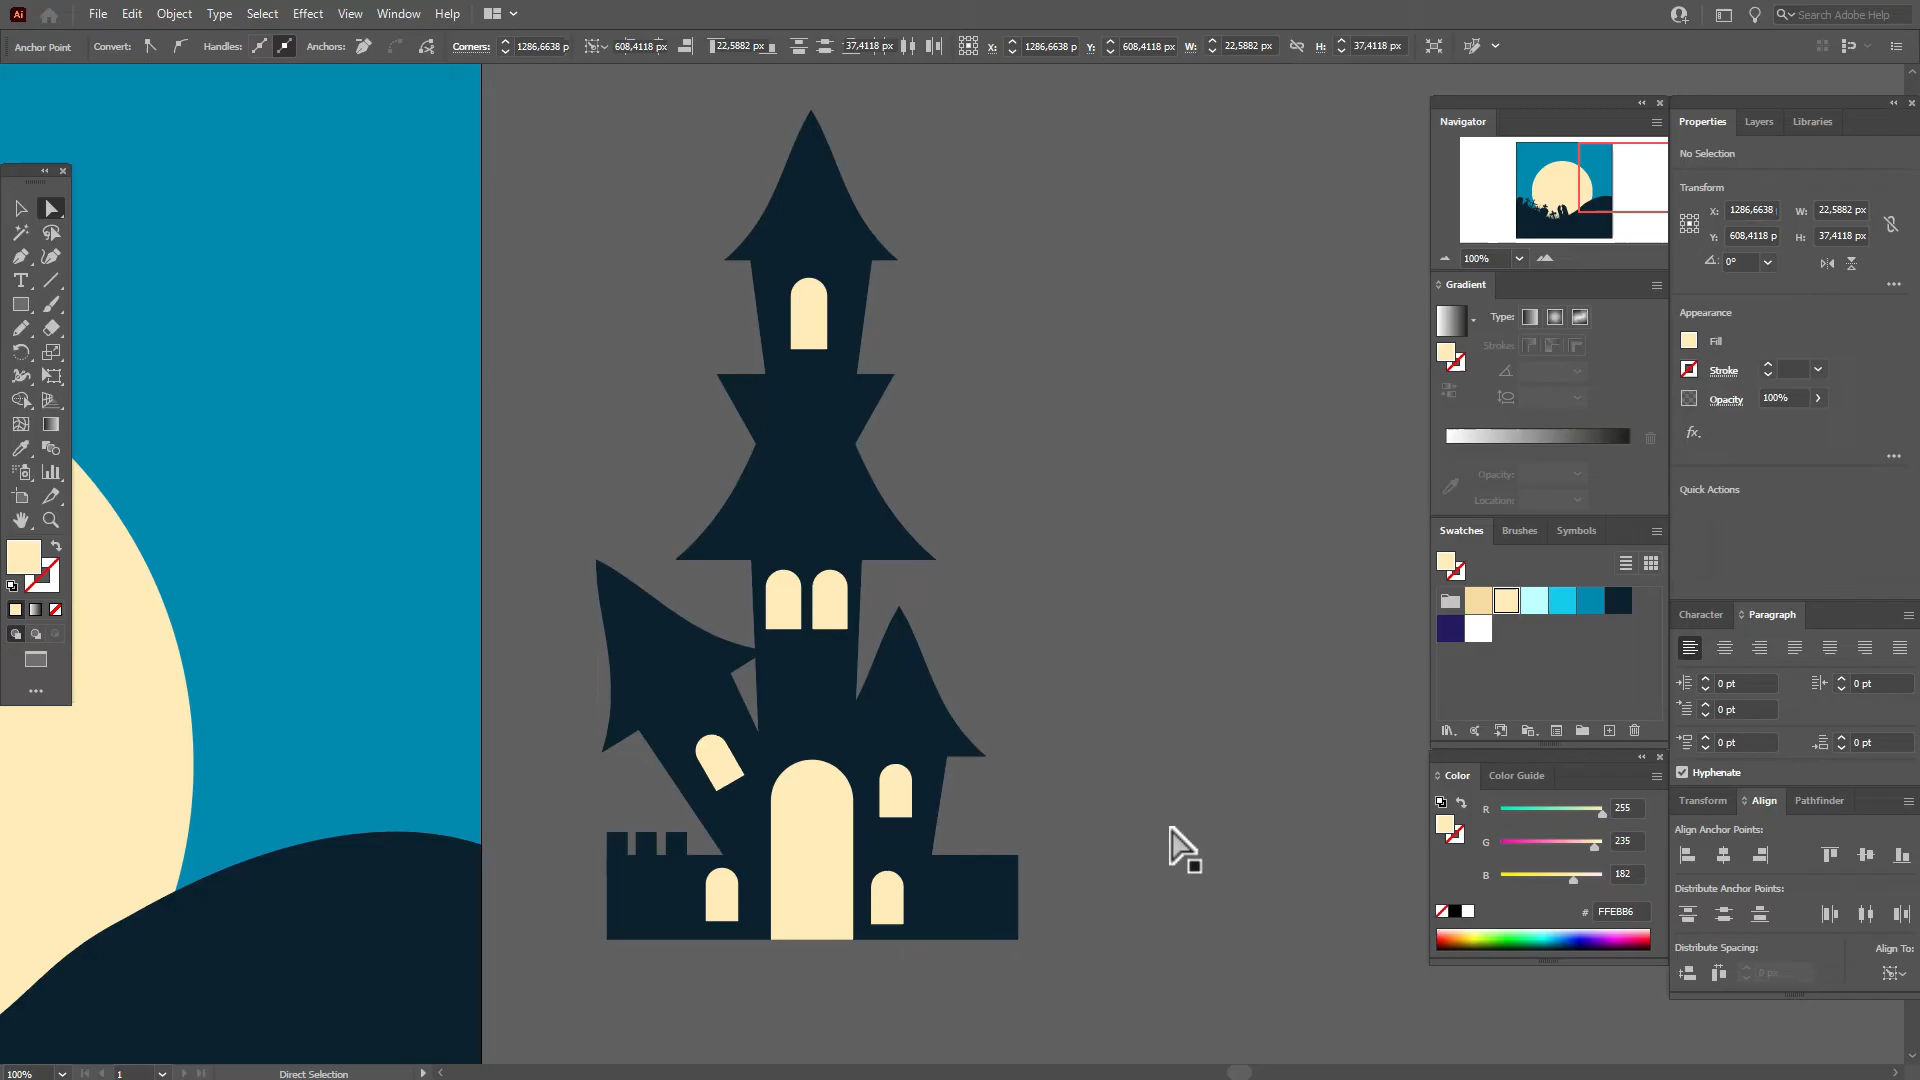 Ai File Edit Object Type Select Effect View Window Help Search Adobe Help
Anchor Point Convert: Handles: Anchors: Corners: 1286,6638 p 608,4118 px 22,5882 px 37,4118 px X: 1286,6638 p Y: 608,4118 px W: 22,5882 px H: 37,4118 px
Navigator
100%
Gradient
Type:
Stroke:
Opacity:
Location:
Swatches Brushes Symbols
Color Color Guide
R 255
G 235
B 182
# FFEBB6
Properties Layers Libraries
No Selection
Transform
X: 1286,6638 W: 22,5882 px
Y: 608,4118 p H: 37,4118 px
0°
Appearance
Fill
Stroke
Opacity 100%
fx.
Quick Actions
Character Paragraph
0 pt 0 pt
0 pt
0 pt 0 pt
Hyphenate
Transform Align Pathfinder
Align Anchor Points:
Distribute Anchor Points:
Distribute Spacing: Align To:
0 px
100% 1 Direct Selection